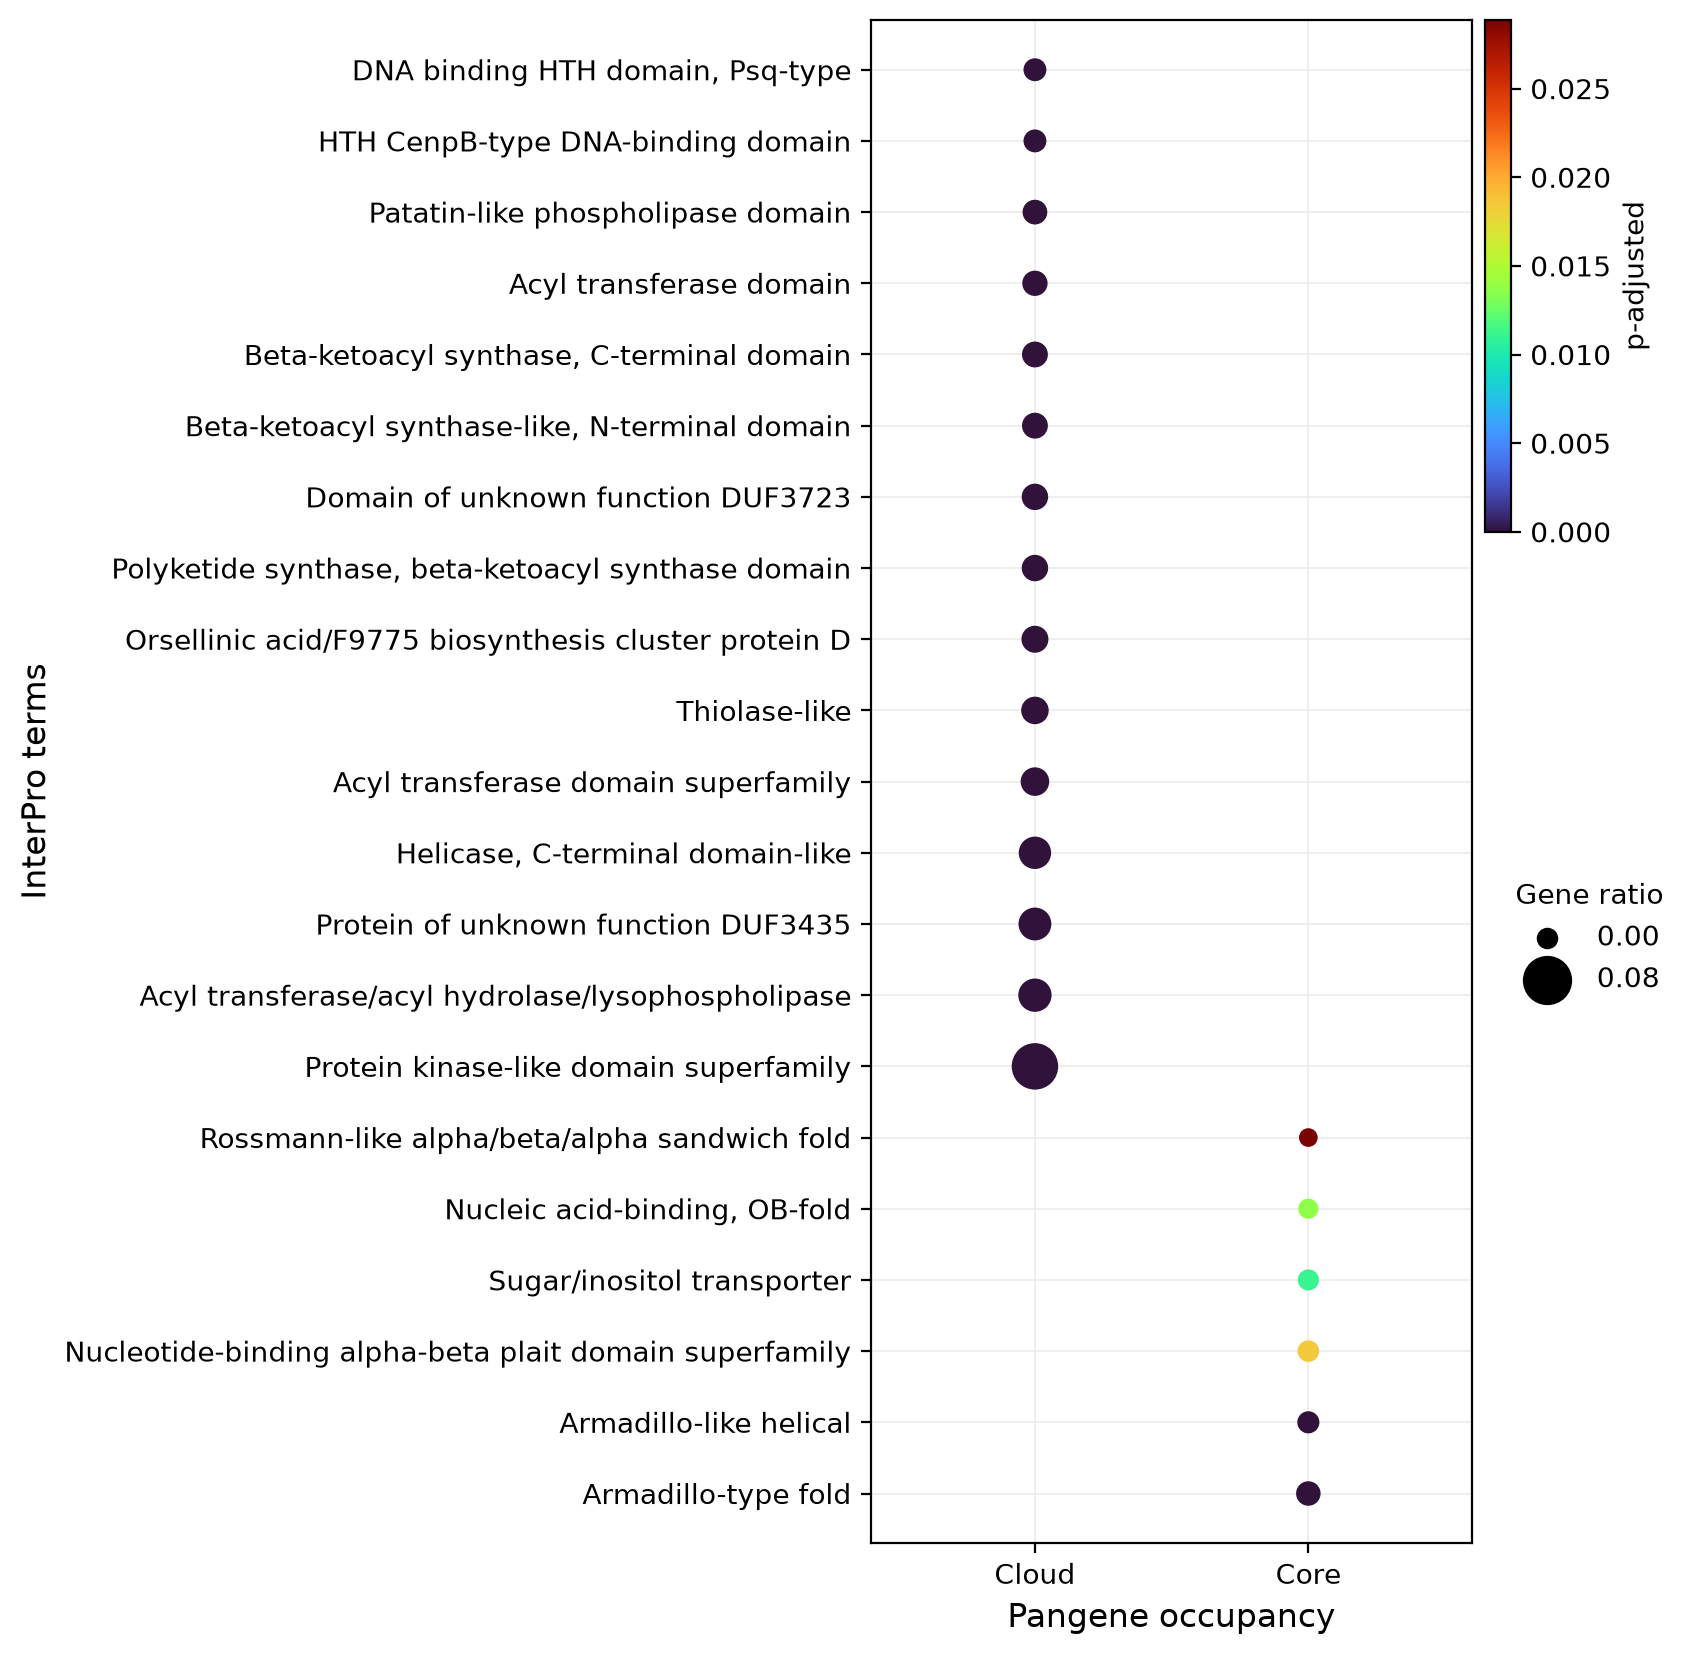 InterPro terms
DNA binding HTH domain, Psq-type
HTH CenpB-type DNA-binding domain
Patatin-like phospholipase domain
Acyl transferase domain
Beta-ketoacyl synthase, C-terminal domain
Beta-ketoacyl synthase-like, N-terminal domain
Domain of unknown function DUF3723
Polyketide synthase, beta-ketoacyl synthase domain
Orsellinic acid/F9775 biosynthesis cluster protein D
Thiolase-like
Acyl transferase domain superfamily
Helicase, C-terminal domain-like
Protein of unknown function DUF3435
Acyl transferase/acyl hydrolase/lysophospholipase
Protein kinase-like domain superfamily
Rossmann-like alpha/beta/alpha sandwich fold
Nucleic acid-binding, OB-fold
Sugar/inositol transporter
Nucleotide-binding alpha-beta plait domain superfamily
Armadillo-like helical
Armadillo-type fold
Cloud
Core
Pangene occupancy
0.025
0.020
0.015
0.010
0.005
0.000
p-adjusted
Gene ratio
0.00
0.08